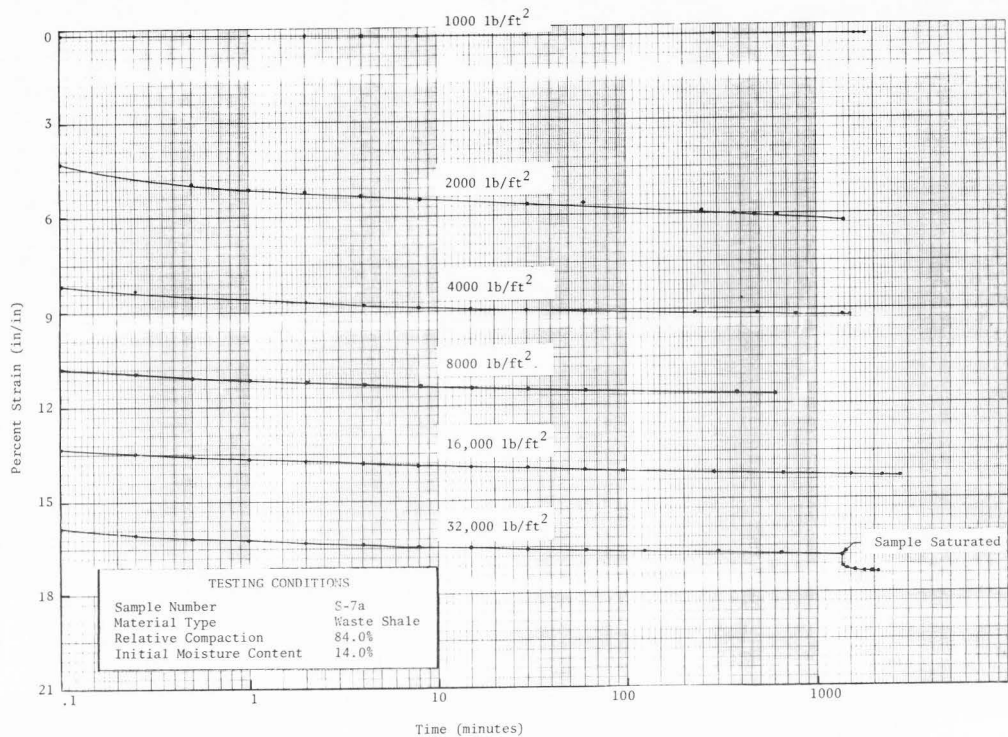 1000 lb/ft2
0
3
2000 lb/ft2
6
4000 lb/ft2
9
8000 lb/ft2.
12
16,000 lb/ft2
15
32,000 lb/ft2
Sample Saturated
18
21
Percent Strain (in/in)
TESTING CONDITIONS
Sample Number S-7a
Material Type Waste Shale
Relative Compaction 84.0%
Initial Moisture Content 14.0%
.1 1 10 100 1000
Time (minutes)